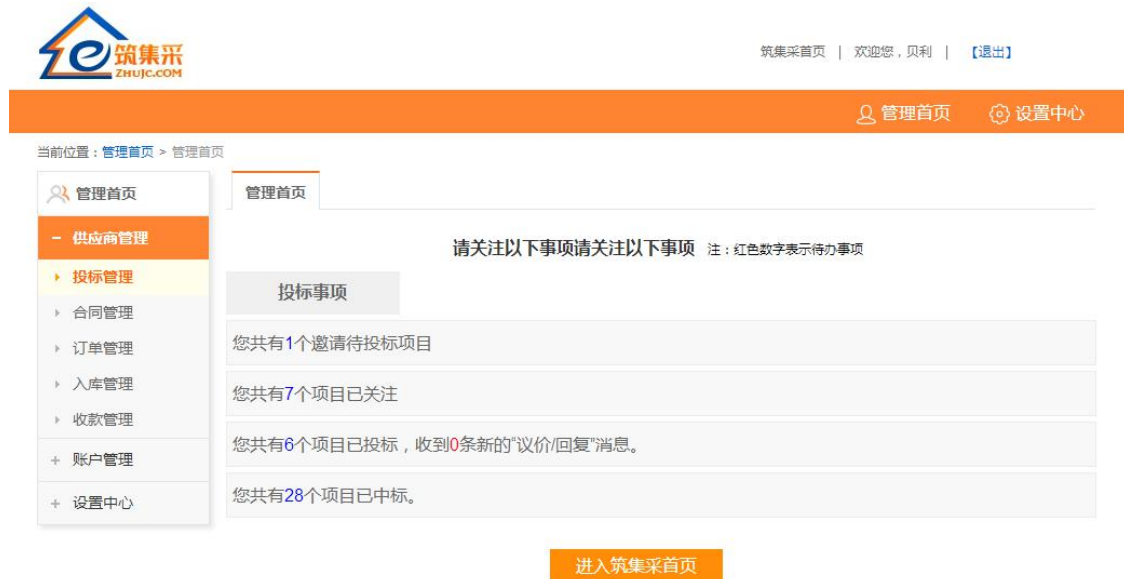 筑集采
ZHUJC.COM
筑集采首页 | 欢迎您，贝利 | 【退出】
管理首页 设置中心
当前位置：管理首页 > 管理首页
管理首页
- 供应商管理
投标管理
合同管理
订单管理
入库管理
收款管理
+ 账户管理
+ 设置中心
管理首页
请关注以下事项请关注以下事项 注：红色数字表示待办事项
投标事项
您共有1个邀请待投标项目
您共有7个项目已关注
您共有6个项目已投标，收到0条新的"议价/回复"消息。
您共有28个项目已中标。
进入筑集采首页